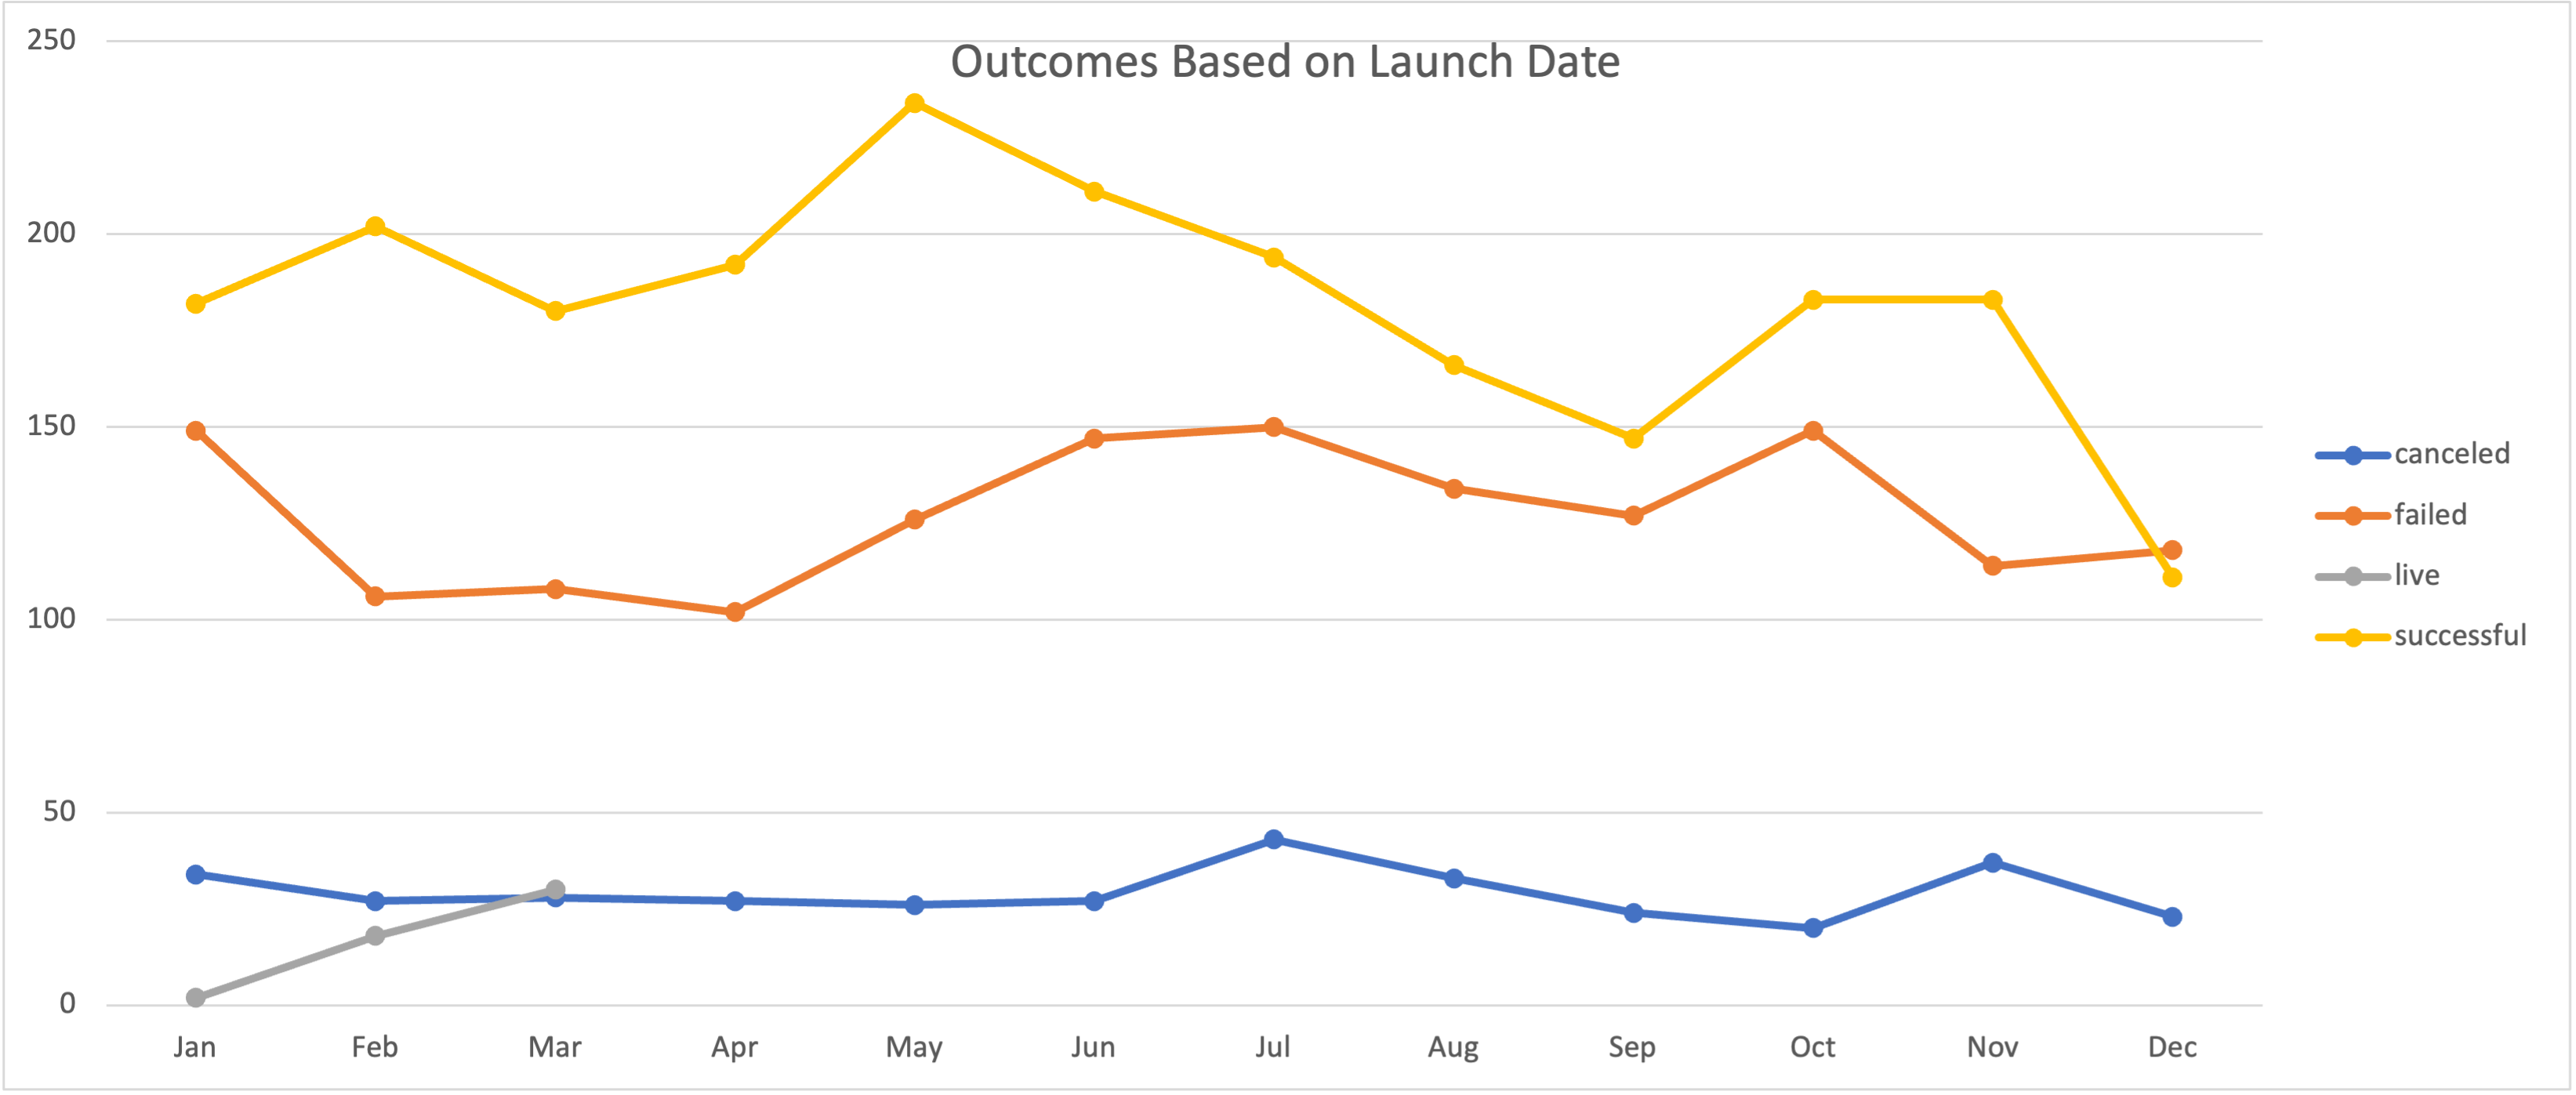 Outcomes Based on Launch Date
250
200
150
100
50
0
Jan Feb Mar Apr May Jun Jul Aug Sep Oct Nov Dec
canceled
failed
live
successful